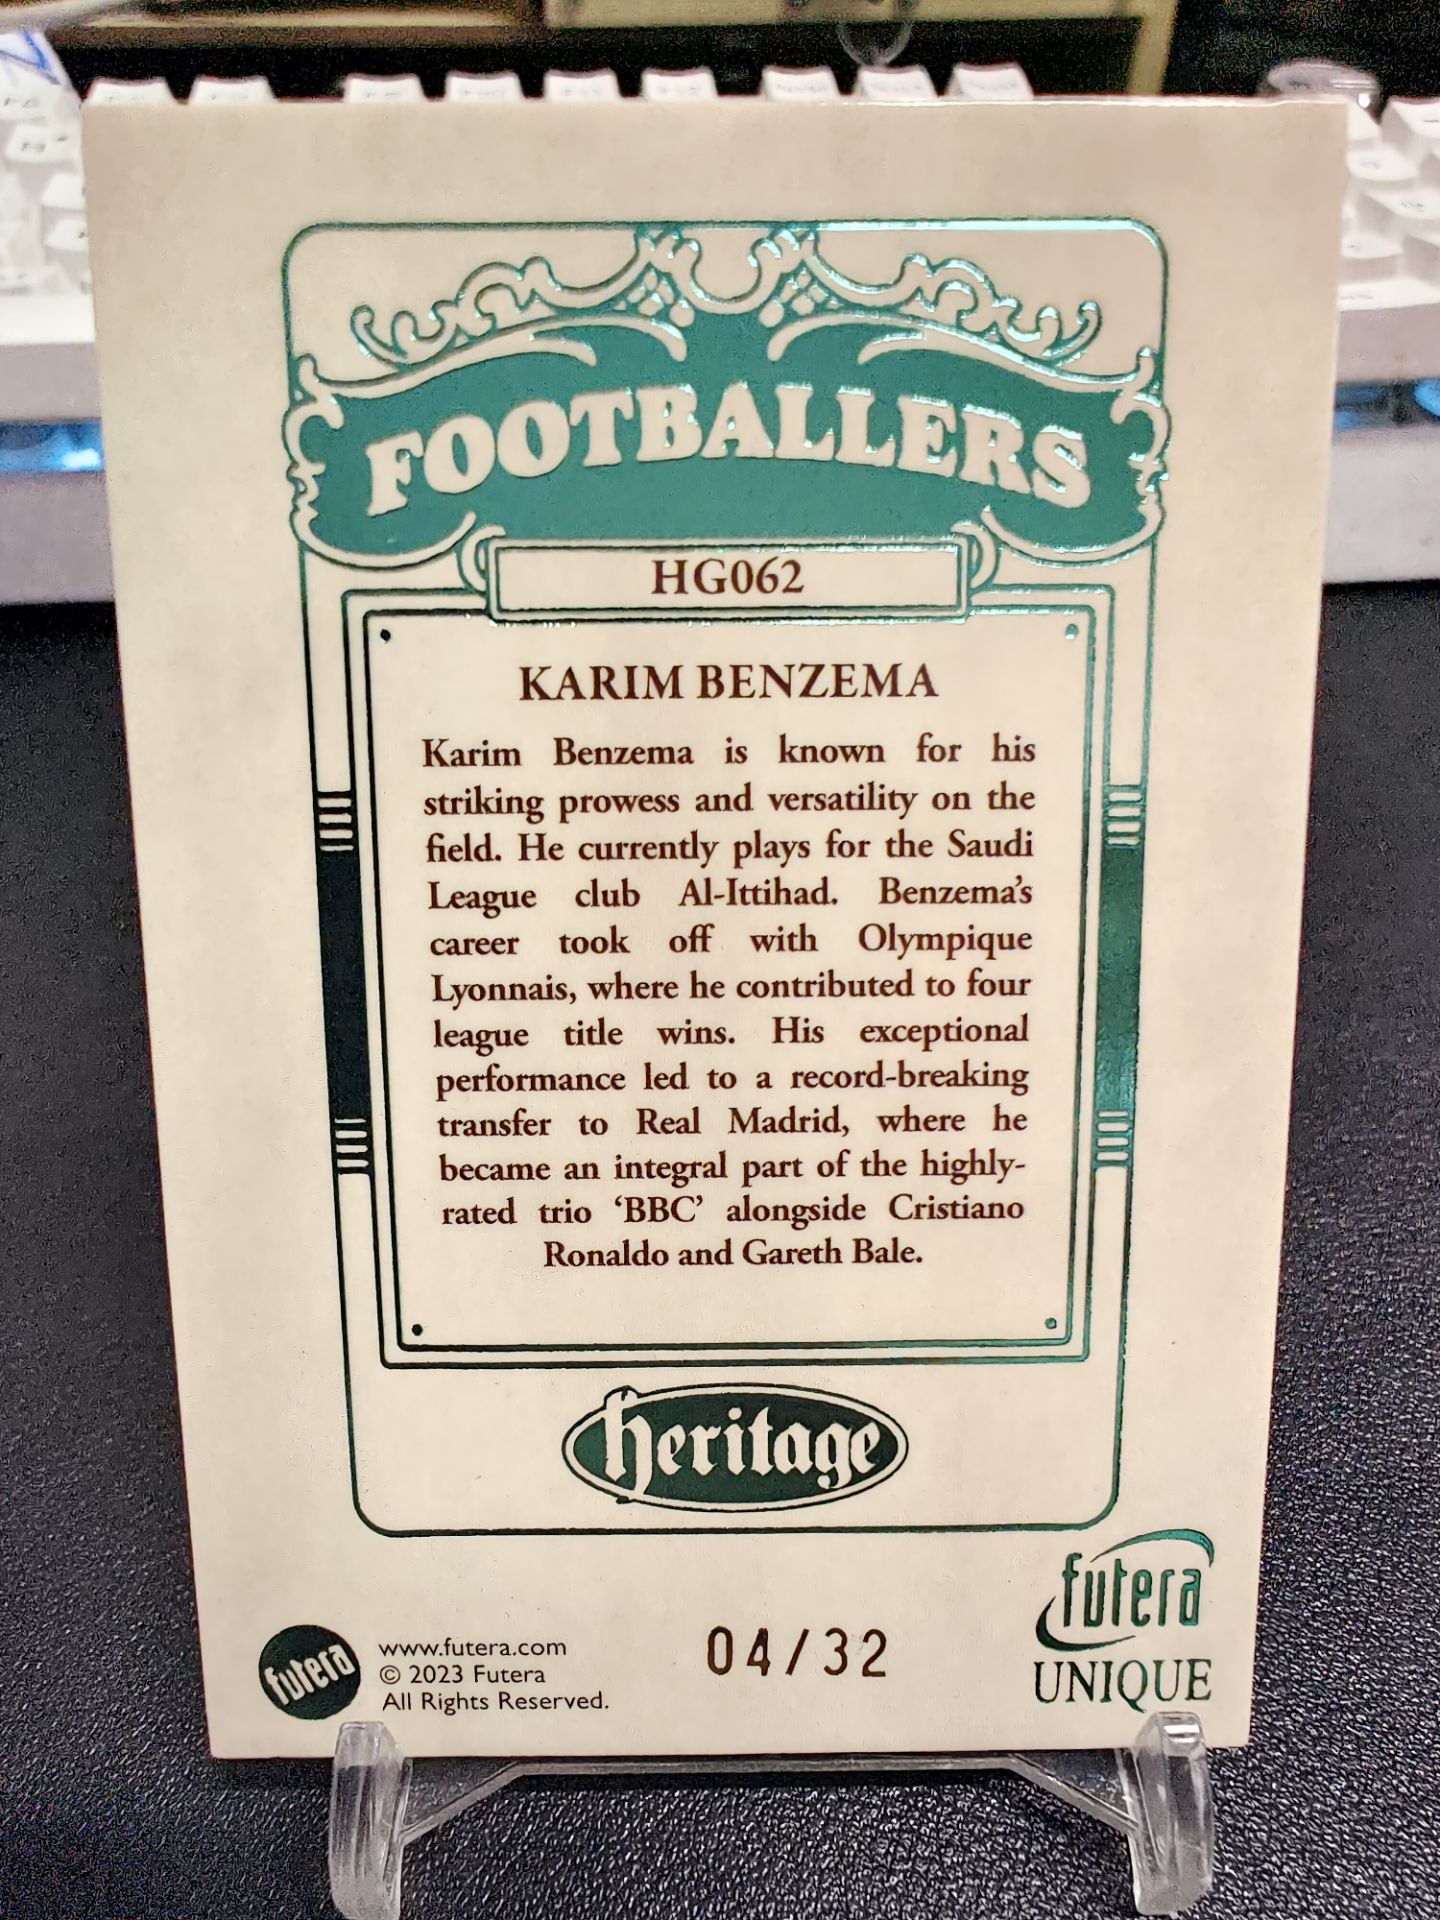 FOOTBALLERS
HG062
KARIM BENZEMA
Karim Benzema is known for his
striking prowess and versatility on the
field. He currently plays for the Saudi
League club Al-Ittihad. Benzema's
career took off with Olympique
Lyonnais, where he contributed to four
league title wins. His exceptional
performance led to a record-breaking
transfer to Real Madrid, where he
became an integral part of the highly-
rated trio ‘BBC’ alongside Cristiano
Ronaldo and Gareth Bale.
heritage
futera
www.futera.com
© 2023 Futera
All Rights Reserved.
04/32
futera
UNIQUE